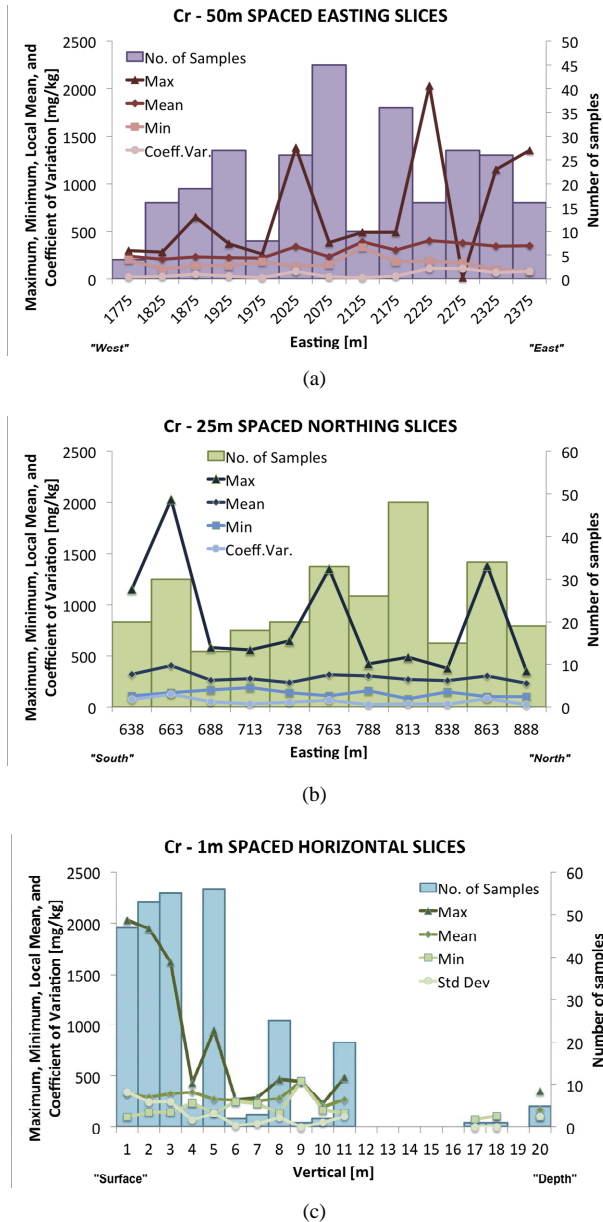 Cr - 50m SPACED EASTING SLICES
Maximum, Minimum, Local Mean, and
Coefficient of Variation [mg/kg]
2500
2000
1500
1000
500
0
No. of Samples
Max
Mean
Min
Coeff.Var.
50
45
40
35
30
25
20
15
10
5
0
Number of samples
1775 1825 1875 1925 1975 2025 2075 2125 2175 2225 2275 2325 2375
"West" Easting [m] "East"
(a)
Cr - 25m SPACED NORTHING SLICES
Maximum, Minimum, Local Mean, and
Coefficient of Variation [mg/kg]
2500
2000
1500
1000
500
0
No. of Samples
Max
Mean
Min
Coeff.Var.
60
50
40
30
20
10
0
Number of samples
638 663 688 713 738 763 788 813 838 863 888
"South" Easting [m] "North"
(b)
Cr - 1m SPACED HORIZONTAL SLICES
Maximum, Minimum, Local Mean, and
Coefficient of Variation [mg/kg]
2500
2000
1500
1000
500
0
No. of Samples
Max
Mean
Min
Std Dev
60
50
40
30
20
10
0
Number of samples
1 2 3 4 5 6 7 8 9 10 11 12 13 14 15 16 17 18 19 20
"Surface" Vertical [m] "Depth"
(c)